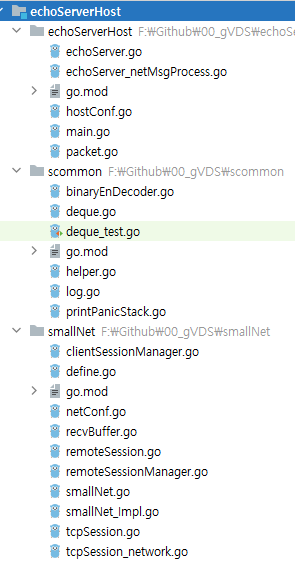 echoServerHost
echoServerHost F:₩Github₩00_gVDS₩echoSe
echoServer.go
echoServer_netMsgProcess.go
go.mod
hostConf.go
main.go
packet.go
scommon F:₩Github₩00_gVDS₩scommon
binaryEnDecoder.go
deque.go
deque_test.go
go.mod
helper.go
log.go
printPanicStack.go
smallNet F:₩Github₩00_gVDS₩smallNet
clientSessionManager.go
define.go
go.mod
netConf.go
recvBuffer.go
remoteSession.go
remoteSessionManager.go
smallNet.go
smallNet_Impl.go
tcpSession.go
tcpSession_network.go